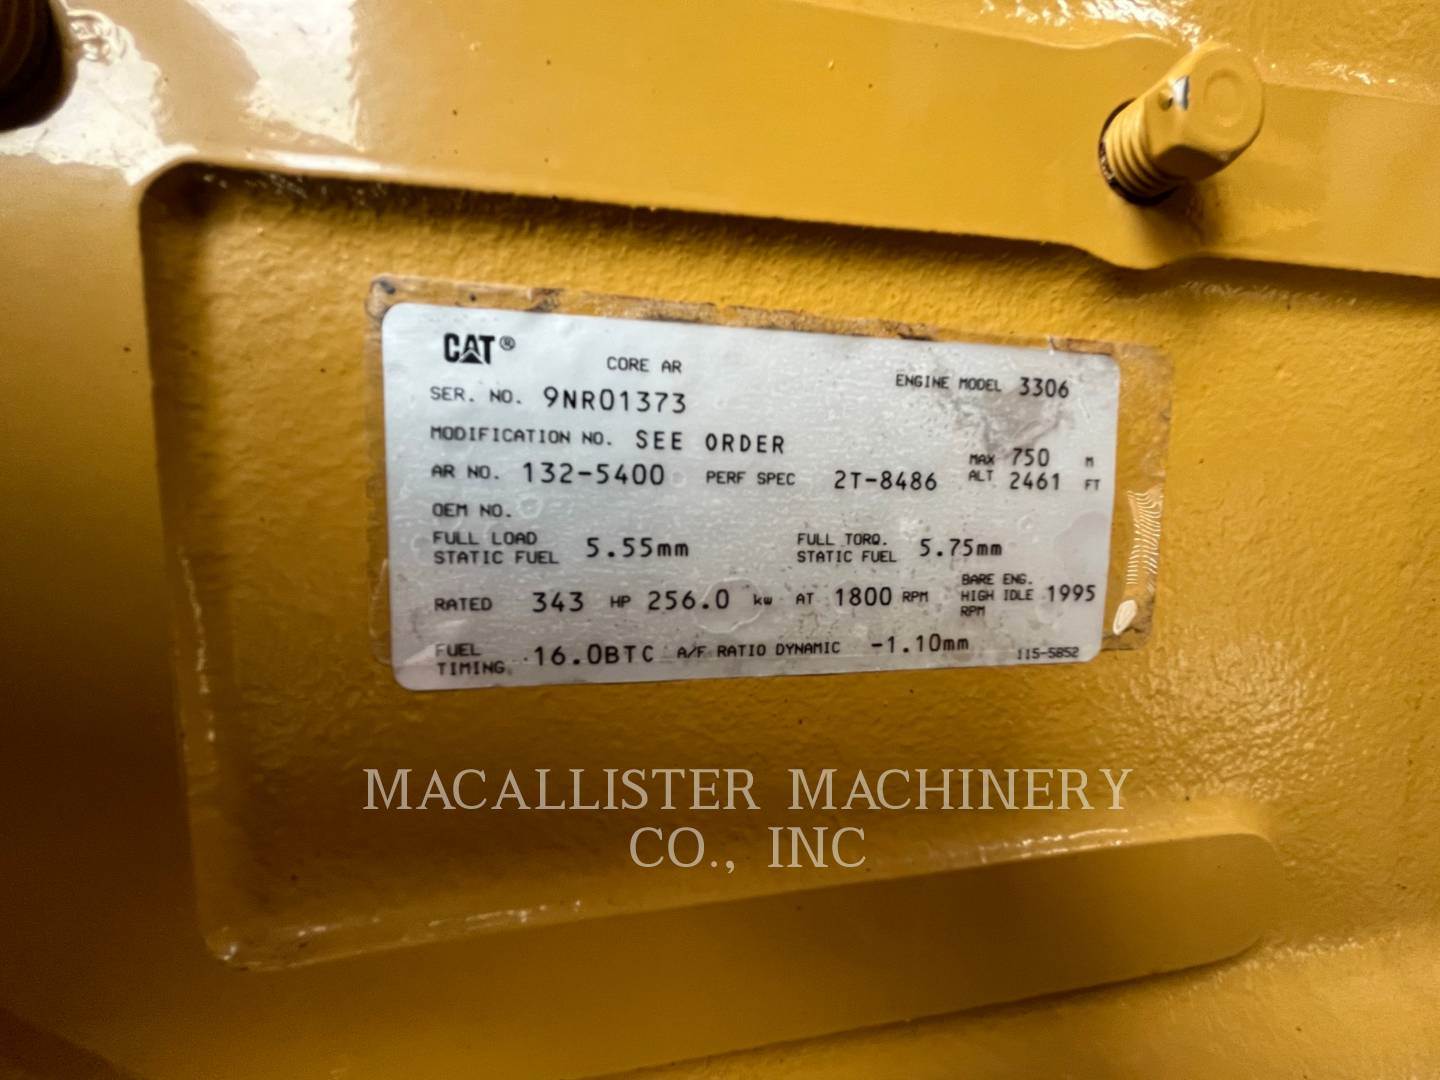 CAT®
CORE AR
ENGINE MODEL 3306
SER. NO. 9NR01373
MODIFICATION NO. SEE ORDER
AR NO. 132-5400 PERF SPEC 2T-8486 MAX ALT 750 M 2461 FT
OEM NO.
FULL LOAD STATIC FUEL 5.55mm FULL TORQ. STATIC FUEL 5.75mm
RATED 343 HP 256.0 kw AT 1800 RPM BARE ENG. HIGH IDLE RPM 1995
FUEL TIMING 16.0BTC A/F RATIO DYNAMIC -1.10mm 115-5852
MACALLISTER MACHINERY
CO., INC